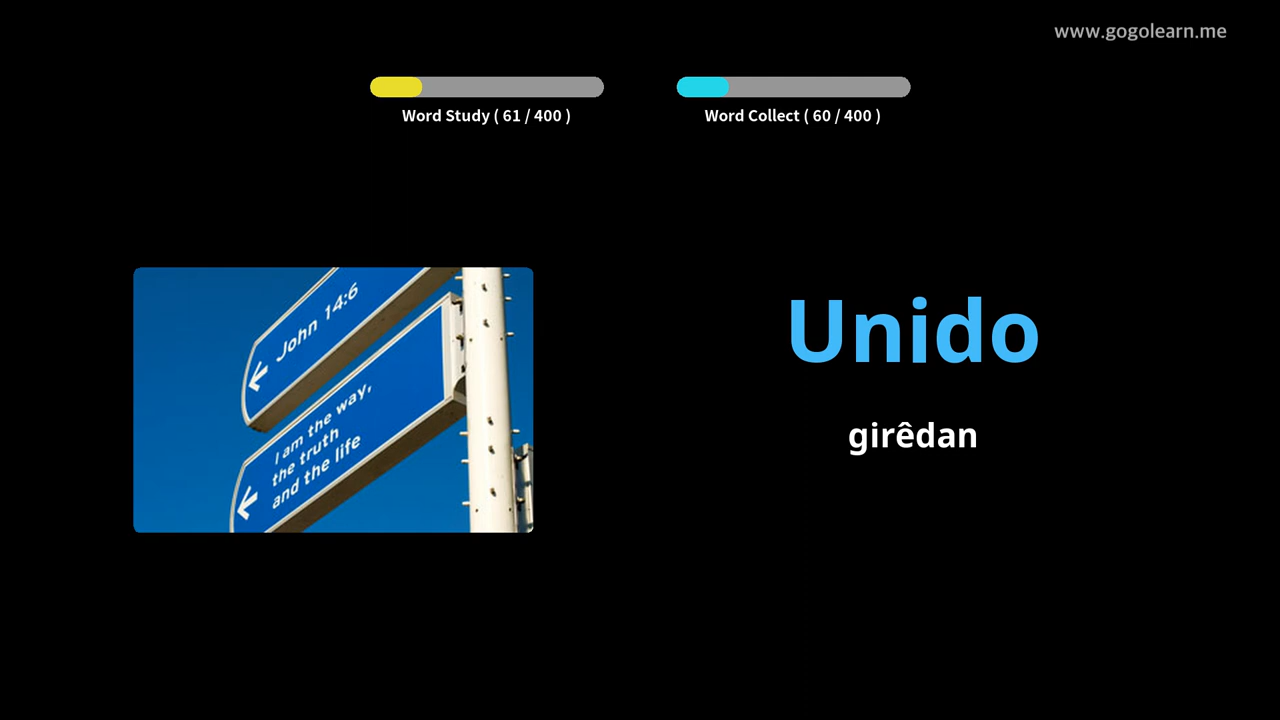 www.gogolearn.me
Word Study ( 61 / 400 )
Word Collect ( 60 / 400 )
John 14:6
I am the way,
the truth
and the life
Unido
girêdan